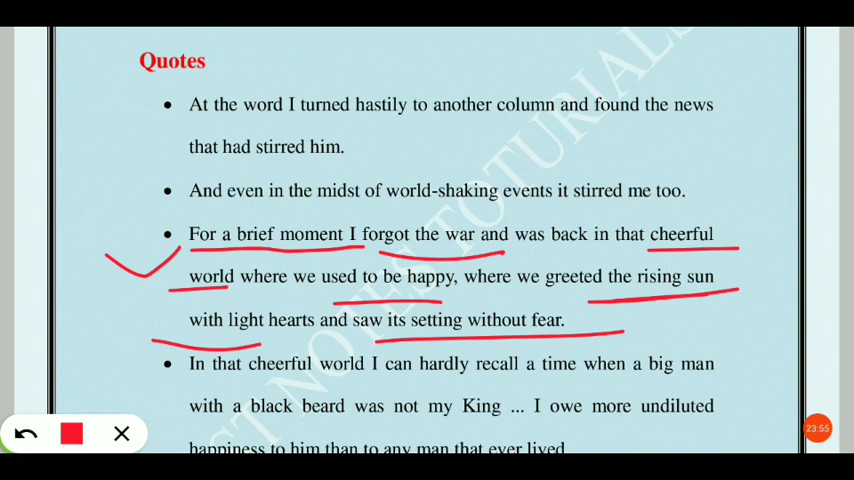 Quotes
• At the word I turned hastily to another column and found the news
that had stirred him.
• And even in the midst of world-shaking events it stirred me too.
• For a brief moment I forgot the war and was back in that cheerful
world where we used to be happy, where we greeted the rising sun
with light hearts and saw its setting without fear.
• In that cheerful world I can hardly recall a time when a big man
with a black beard was not my King ... I owe more undiluted
happiness to him than to any man that ever lived
23:55